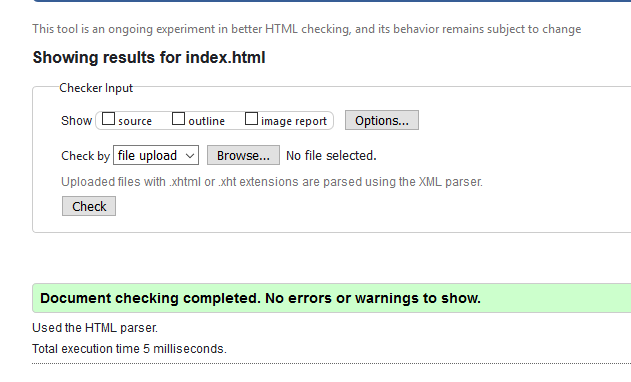 This tool is an ongoing experiment in better HTML checking, and its behavior remains subject to change
Showing results for index.html
Checker Input
Show source outline image report Options...
Check by file upload Browse... No file selected.
Uploaded files with .xhtml or .xht extensions are parsed using the XML parser.
Check
Document checking completed. No errors or warnings to show.
Used the HTML parser.
Total execution time 5 milliseconds.